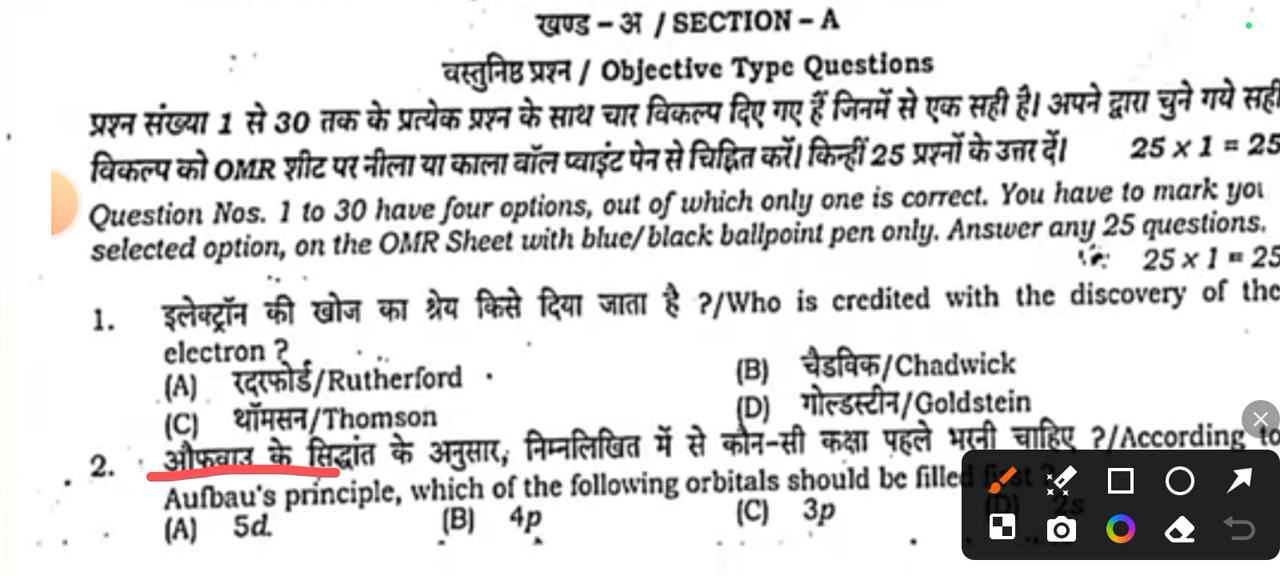 खण्ड – अ / SECTION – A
वस्तुनिष्ठ प्रश्न / Objective Type Questions
प्रश्न संख्या 1 से 30 तक के प्रत्येक प्रश्न के साथ चार विकल्प दिए गए हैं जिनमें से एक सही है। अपने द्वारा चुने गये सही
विकल्प को OMR शीट पर नीला या काला बॉल प्वाइंट पेन से चिह्नित करें। किन्हीं 25 प्रश्नों के उत्तर दें। 25 x 1 = 25
Question Nos. 1 to 30 have four options, out of which only one is correct. You have to mark you
selected option, on the OMR Sheet with blue/black ballpoint pen only. Answer any 25 questions.
25 x 1 = 25
1. इलेक्ट्रॉन की खोज का श्रेय किसे दिया जाता है ?/Who is credited with the discovery of the
electron ?
(A) रदरफोर्ड/Rutherford (B) चैडविक/Chadwick
(C) थॉमसन/Thomson (D) गोल्डस्टीन/Goldstein
2. औफवाउ के सिद्धांत के अनुसार, निम्नलिखित में से कौन-सी कक्षा पहले भरनी चाहिए ?/According to
Aufbau's principle, which of the following orbitals should be filled first ?
(A) 5d. (B) 4p (C) 3p (D) 2s